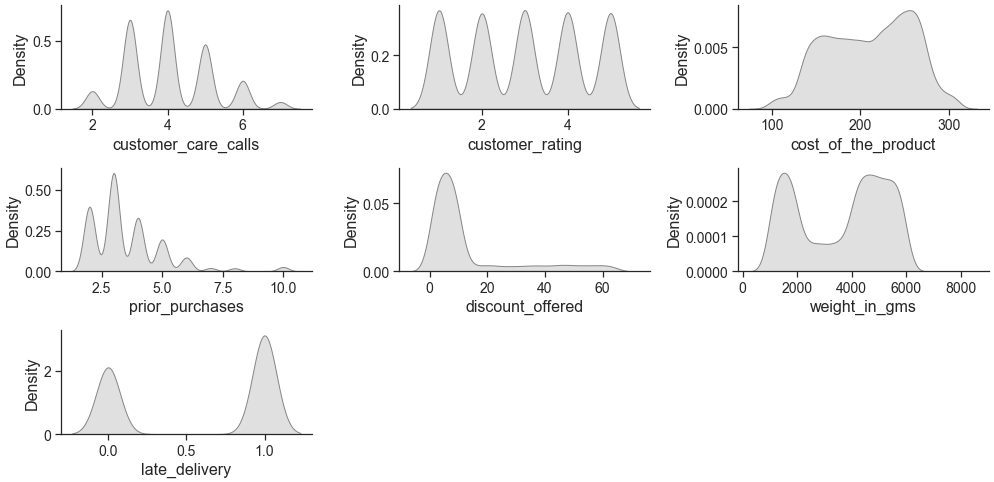 Density
0.5
0.0
2
4
6
customer_care_calls
Density
0.2
0.0
2
4
customer_rating
Density
0.005
0.000
100
200
300
cost_of_the_product
Density
0.50
0.25
0.00
2.5
5.0
7.5
10.0
prior_purchases
Density
0.05
0.00
0
20
40
60
discount_offered
Density
0.0002
0.0001
0.0000
0
2000
4000
6000
8000
weight_in_gms
Density
2
0
0.0
0.5
1.0
late_delivery